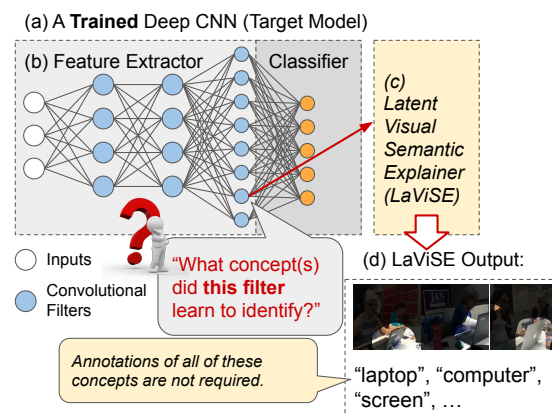 (a) A Trained Deep CNN (Target Model)
(b) Feature Extractor
Classifier
(c)
Latent
Visual
Semantic
Explainer
(LaViSE)
Inputs
Convolutional
Filters
“What concept(s)
did this filter
learn to identify?”
(d) LaViSE Output:
Annotations of all of these
concepts are not required.
“laptop”, “computer”,
“screen”, …